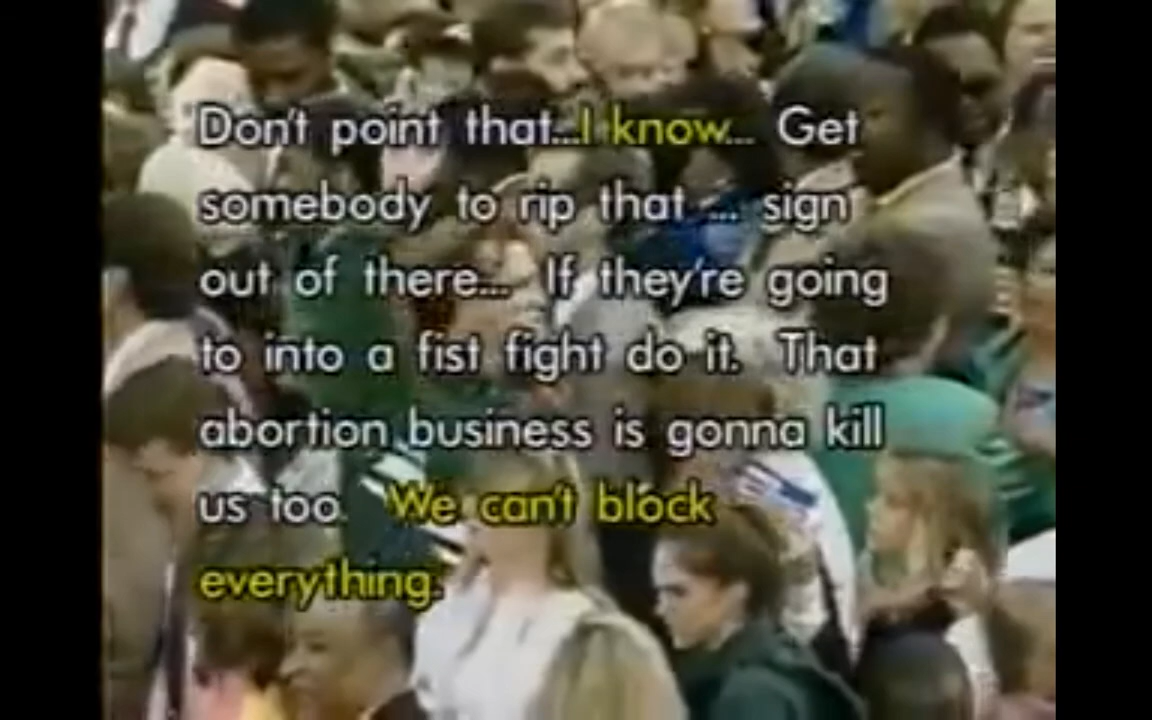 "Don't point that...I know... Get
somebody to rip that ... sign
out of there... If they're going
to into a fist fight do it. That
abortion business is gonna kill
us too. We can't block
everything."